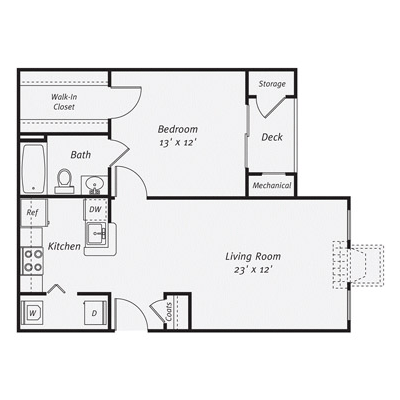 Walk-In
Closet
Storage
Bedroom
13' X 12'
Deck
Bath
Mechanical
Ref
DW
Kitchen
Living Room
23' X 12'
W
D
Coats